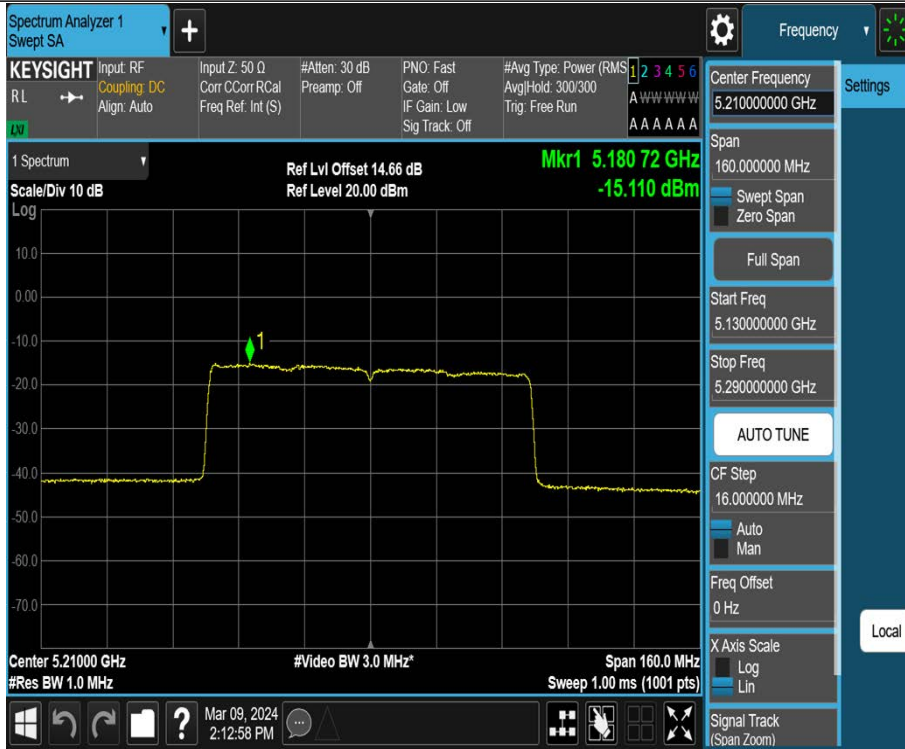 Spectrum Analyzer 1
Swept SA
+
Frequency
KEYSIGHT
Input: RF
Input Z: 50 Ω
#Atten: 30 dB
PNO: Fast
#Avg Type: Power (RMS
1 2 3 4 5 6
RL
Coupling: DC
Corr CCorr RCal
Preamp: Off
Gate: Off
Avg|Hold: 300/300
A W W W W W
Align: Auto
Freq Ref: Int (S)
IF Gain: Low
Trig: Free Run
LXI
Sig Track: Off
A A A A A A
Center Frequency
5.210000000 GHz
Settings
1 Spectrum
Ref Lvl Offset 14.66 dB
Mkr1 5.180 72 GHz
Scale/Div 10 dB
Ref Level 20.00 dBm
-15.110 dBm
Log
10.0
0.00
-10.0
-20.0
-30.0
-40.0
-50.0
-60.0
-70.0
1
Span
160.000000 MHz
Swept Span
Zero Span
Full Span
Start Freq
5.130000000 GHz
Stop Freq
5.290000000 GHz
AUTO TUNE
CF Step
16.000000 MHz
Auto
Man
Freq Offset
0 Hz
X Axis Scale
Log
Lin
Signal Track
(Span Zoom)
Local
Center 5.21000 GHz
#Video BW 3.0 MHz*
Span 160.0 MHz
#Res BW 1.0 MHz
Sweep 1.00 ms (1001 pts)
?
Mar 09, 2024
2:12:58 PM